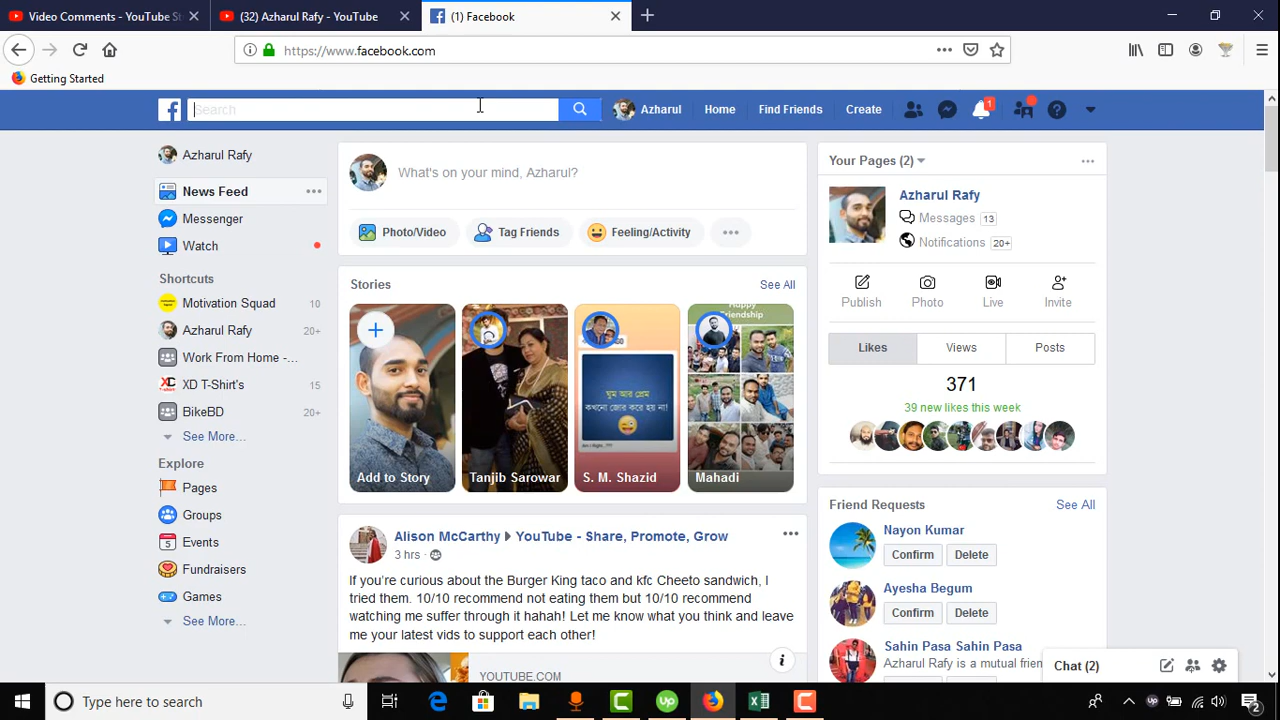 Video Comments - YouTube St
(32) Azharul Rafy - YouTube
(1) Facebook
https://www.facebook.com
Getting Started
Search
Azharul
Home
Find Friends
Create
1
Azharul Rafy
News Feed
Messenger
Watch
Shortcuts
Motivation Squad 10
Azharul Rafy 20+
Work From Home -...
XD T-Shirt's 15
BikeBD 20+
See More...
Explore
Pages
Groups
Events
Fundraisers
Games
See More...
What's on your mind, Azharul?
Photo/Video
Tag Friends
Feeling/Activity
Stories
See All
Add to Story
Tanjib Sarowar
ঘুম আর প্রেম
কখনো জোর করে হয় না!
S. M. Shazid
Happy
Friendship
Mahadi
Alison McCarthy YouTube - Share, Promote, Grow
3 hrs
If you're curious about the Burger King taco and kfc Cheeto sandwich, I
tried them. 10/10 recommend not eating them but 10/10 recommend
watching me suffer through it hahah! Let me know what you think and leave
me your latest vids to support each other!
YOUTUBE.COM
Your Pages (2)
Azharul Rafy
Messages 13
Notifications 20+
Publish
Photo
Live
Invite
Likes
Views
Posts
371
39 new likes this week
Friend Requests
See All
Nayon Kumar
Confirm
Delete
Ayesha Begum
Confirm
Delete
Sahin Pasa Sahin Pasa
Azharul Rafy is a mutual frien
Chat (2)
Type here to search
2